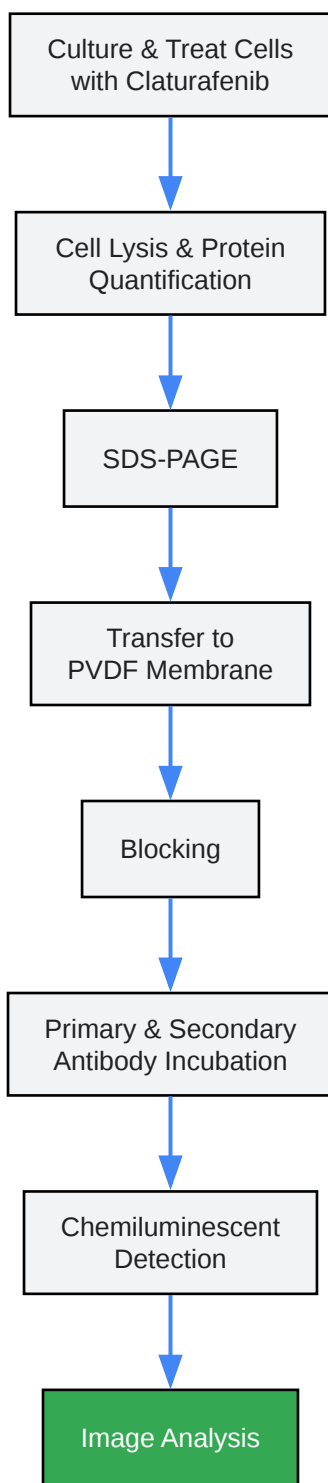 Culture & Treat Cells
with Claturafenib
Cell Lysis & Protein
Quantification
SDS-PAGE
Transfer to
PVDF Membrane
Blocking
Primary & Secondary
Antibody Incubation
Chemiluminescent
Detection
Image Analysis